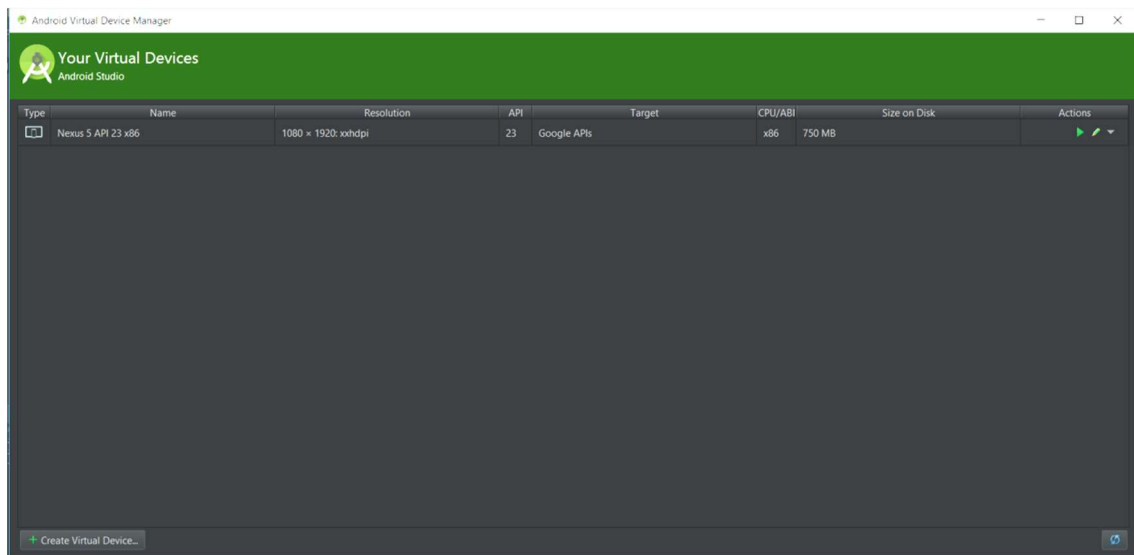 Android Virtual Device Manager
Your Virtual Devices
Android Studio
Type Name Resolution API Target CPU/ABI Size on Disk Actions
Nexus 5 API 23 x86 1080 × 1920: xxhdpi 23 Google APIs x86 750 MB
+ Create Virtual Device...